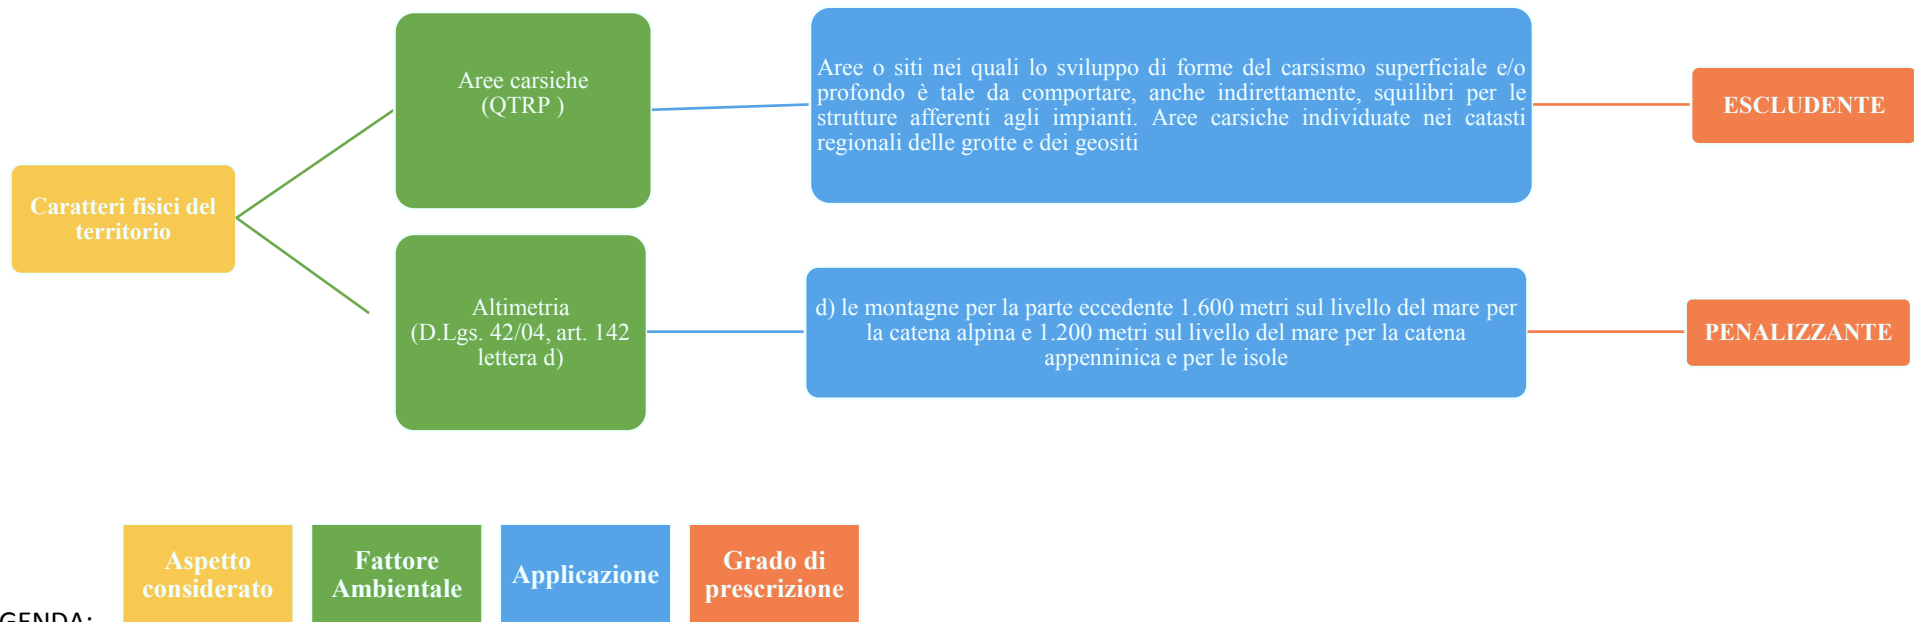 Caratteri fisici del
territorio
Aree carsiche
(QTRP )
Aree o siti nei quali lo sviluppo di forme del carsismo superficiale e/o
profondo è tale da comportare, anche indirettamente, squilibri per le
strutture afferenti agli impianti. Aree carsiche individuate nei catasti
regionali delle grotte e dei geositi
ESCLUDENTE
Altimetria
(D.Lgs. 42/04, art. 142
lettera d)
d) le montagne per la parte eccedente 1.600 metri sul livello del mare per
la catena alpina e 1.200 metri sul livello del mare per la catena
appenninica e per le isole
PENALIZZANTE
Aspetto
considerato
Fattore
Ambientale
Applicazione
Grado di
prescrizione
GENDA: